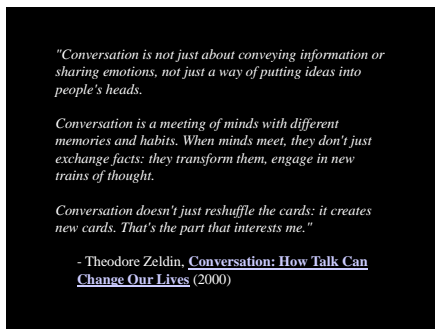 "Conversation is not just about conveying information or
sharing emotions, not just a way of putting ideas into
people's heads.
Conversation is a meeting of minds with different
memories and habits. When minds meet, they don't just
exchange facts: they transform them, engage in new
trains of thought.
Conversation doesn't just reshuffle the cards: it creates
new cards. That's the part that interests me."
- Theodore Zeldin, Conversation: How Talk Can
Change Our Lives (2000)